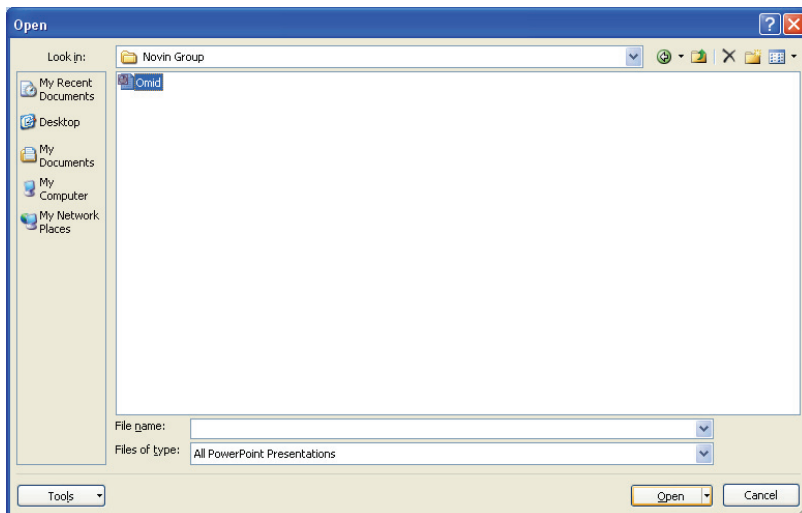 Open
Look in:
Novin Group
My Recent
Documents
Desktop
My
Documents
My
Computer
My Network
Places
Omid
File name:
Files of type:
All PowerPoint Presentations
Tools
Open
Cancel